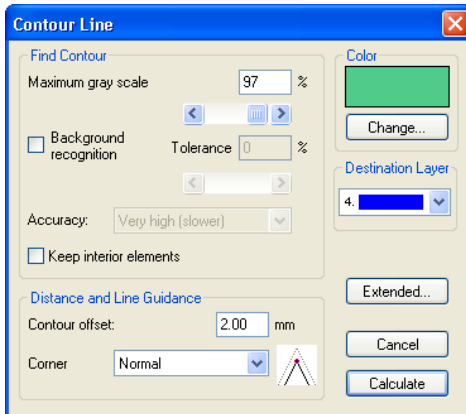 Contour Line
Find Contour
Maximum gray scale 97 %
Background recognition
Tolerance 0 %
Accuracy: Very high (slower)
Keep interior elements
Distance and Line Guidance
Contour offset: 2.00 mm
Corner Normal
Color
Change...
Destination Layer
4.
Extended...
Cancel
Calculate